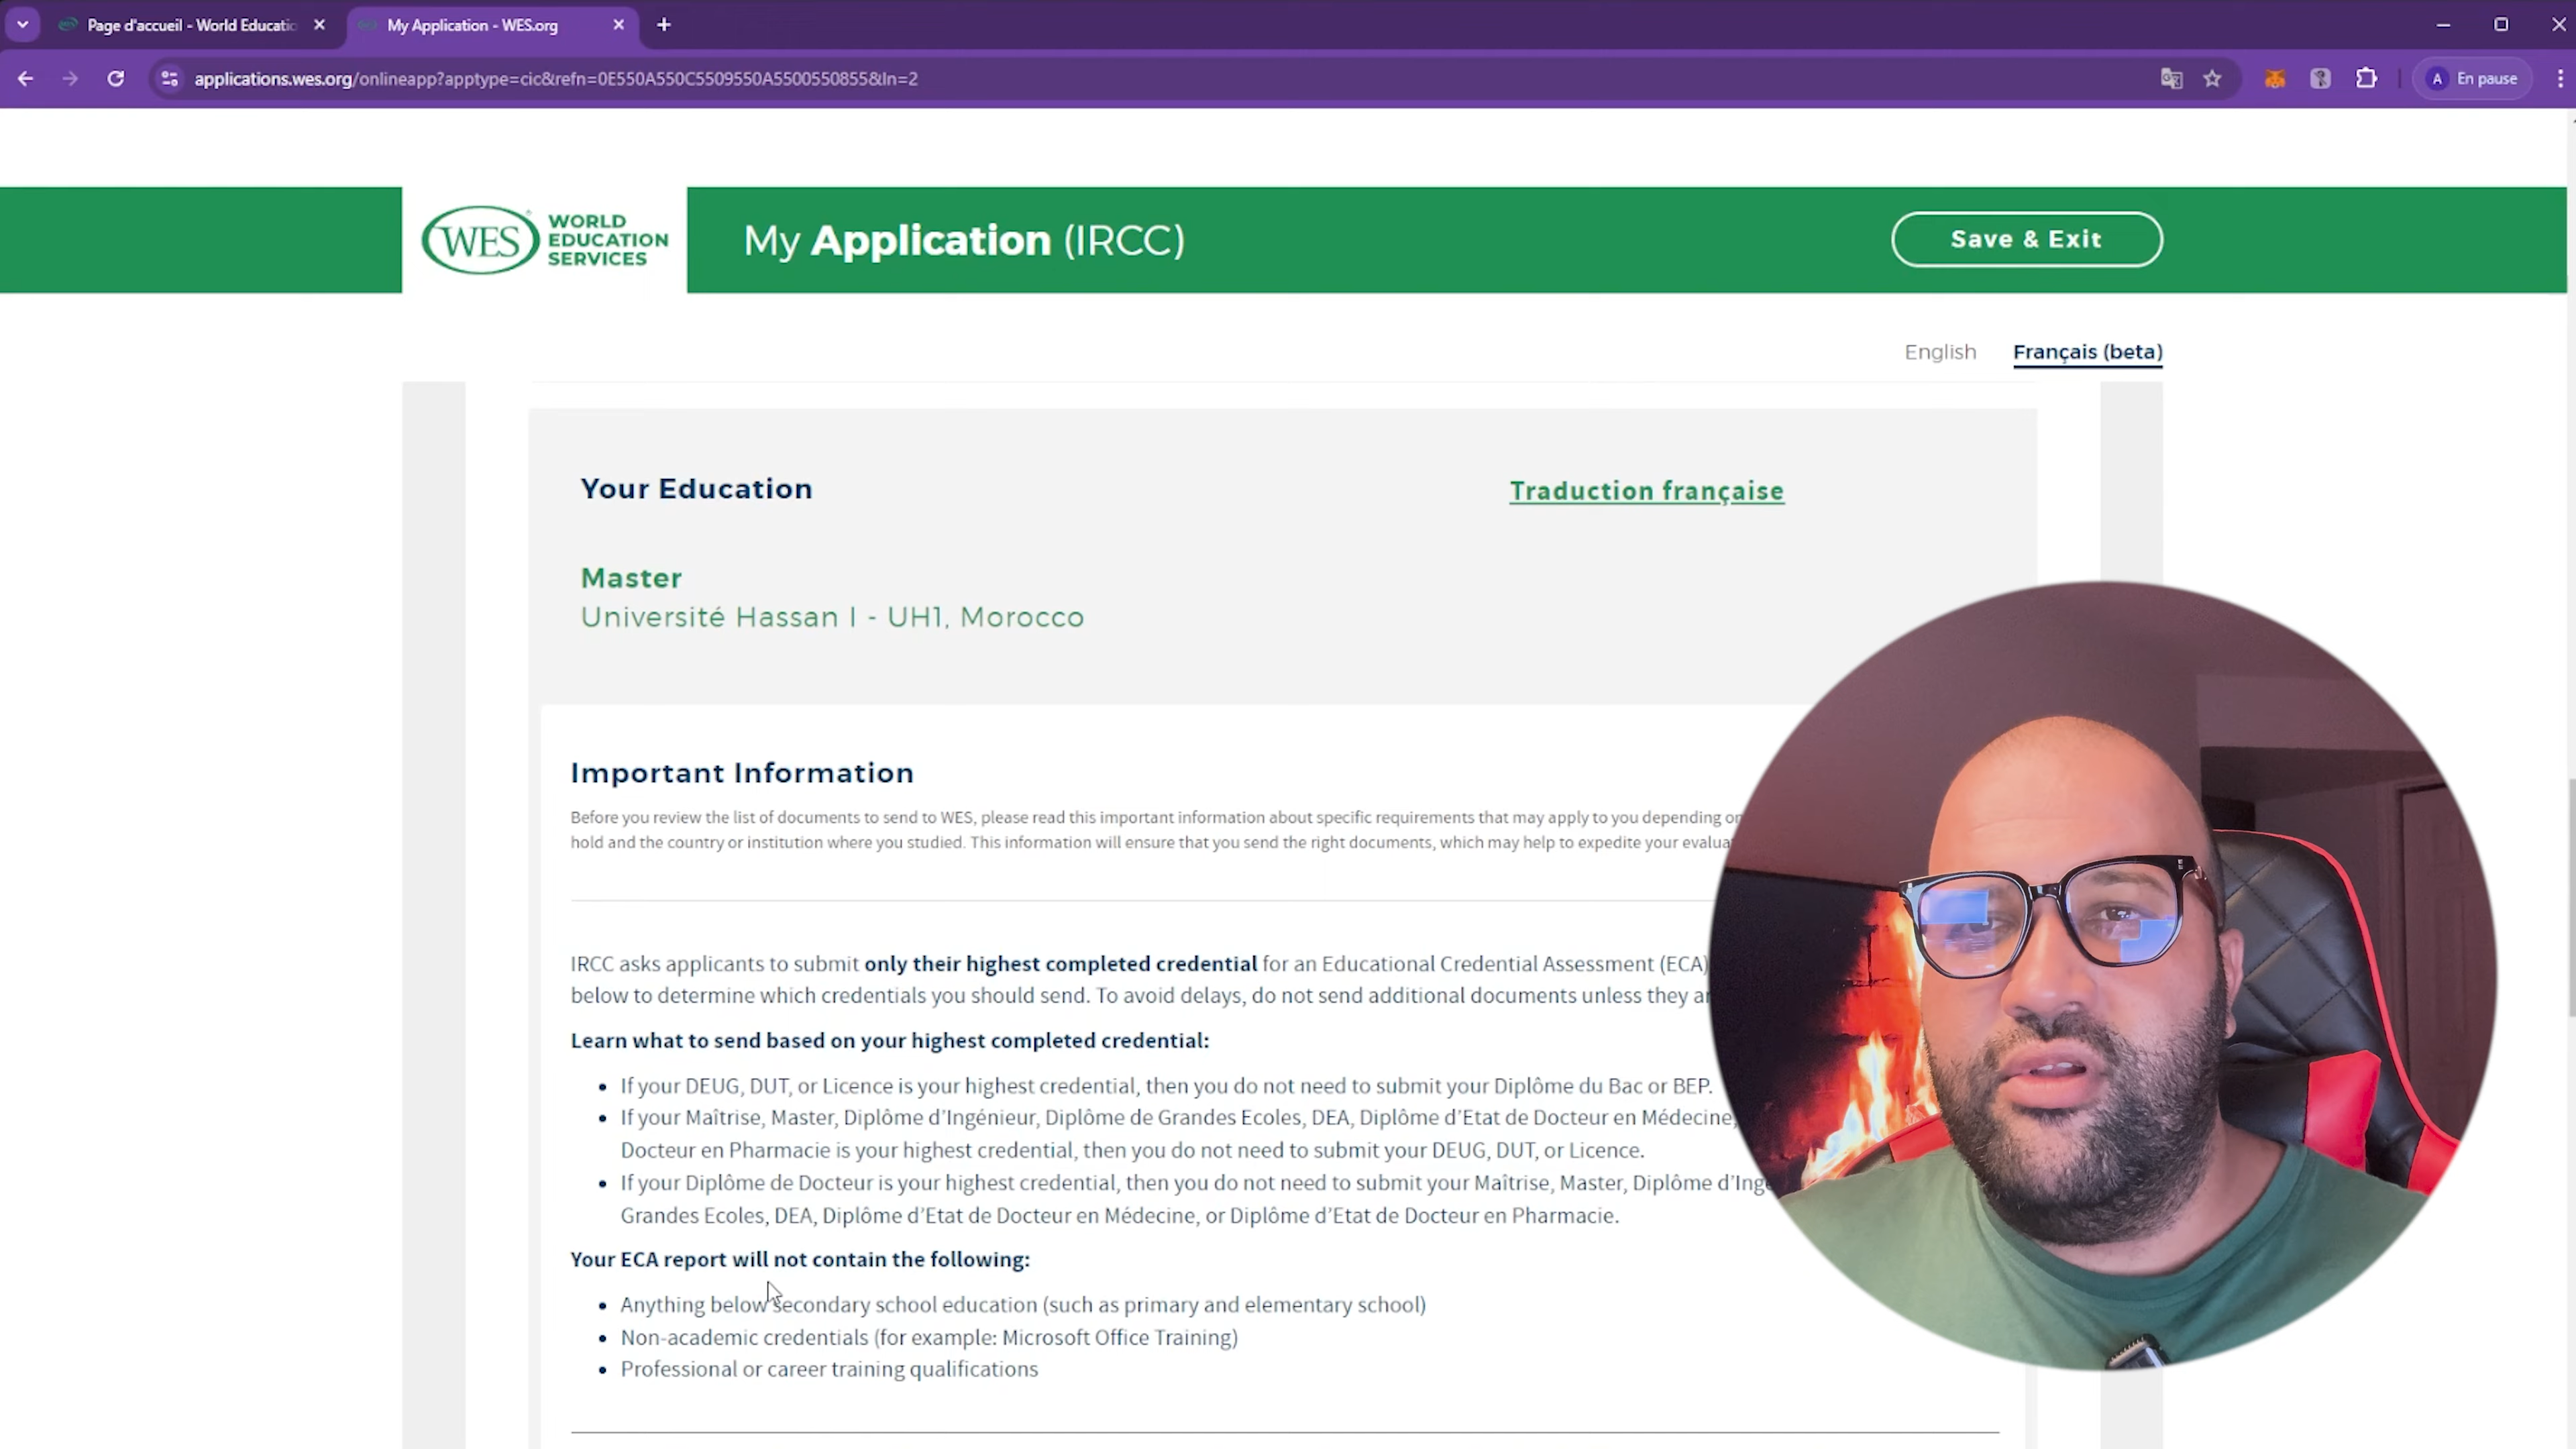 Page d'accueil - World Educatio
My Application - WES.org
applications.wes.org/onlineapp?apptype=cic&refn=0E550A550C5509550A5500550855&ln=2
A En pause
WES WORLD
EDUCATION
SERVICES
My Application (IRCC)
Save & Exit
English Français (beta)
Your Education
Traduction française
Master
Université Hassan I - UH1, Morocco
Important Information
Before you review the list of documents to send to WES, please read this important information about specific requirements that may apply to you depending on
hold and the country or institution where you studied. This information will ensure that you send the right documents, which may help to expedite your evalua
IRCC asks applicants to submit only their highest completed credential for an Educational Credential Assessment (ECA)
below to determine which credentials you should send. To avoid delays, do not send additional documents unless they ar
Learn what to send based on your highest completed credential:
• If your DEUG, DUT, or Licence is your highest credential, then you do not need to submit your Diplôme du Bac or BEP.
• If your Maîtrise, Master, Diplôme d'Ingénieur, Diplôme de Grandes Ecoles, DEA, Diplôme d'Etat de Docteur en Médecine,
Docteur en Pharmacie is your highest credential, then you do not need to submit your DEUG, DUT, or Licence.
• If your Diplôme de Docteur is your highest credential, then you do not need to submit your Maîtrise, Master, Diplôme d'Ingé
Grandes Ecoles, DEA, Diplôme d'Etat de Docteur en Médecine, or Diplôme d'Etat de Docteur en Pharmacie.
Your ECA report will not contain the following:
• Anything below secondary school education (such as primary and elementary school)
• Non-academic credentials (for example: Microsoft Office Training)
• Professional or career training qualifications